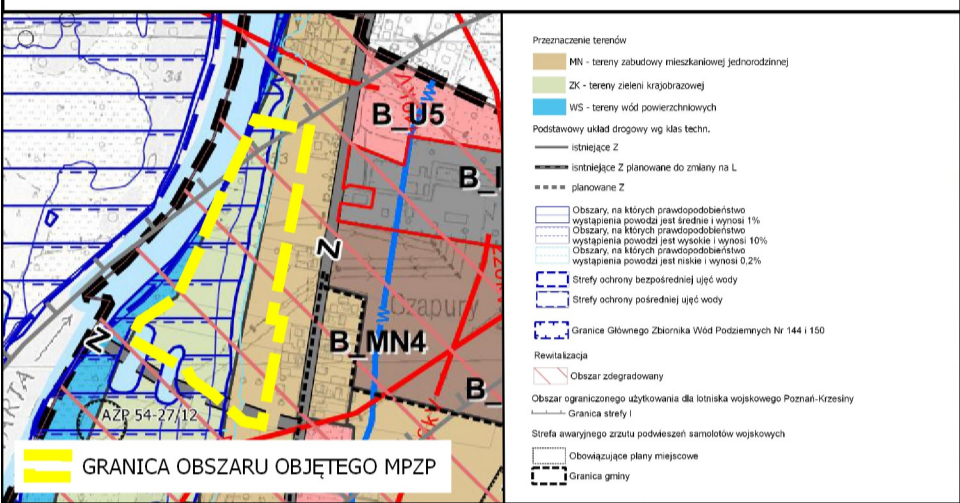 34
B_U5
3
B_
N
Czapury
B_MN4
N
B_
WARTA
AZP 54-27/12
GRANICA OBSZARU OBJĘTEGO MPZP
Przeznaczenie terenów
MN - tereny zabudowy mieszkaniowej jednorodzinnej
ZK - tereny zieleni krajobrazowej
WS - tereny wód powierzchniowych
Podstawowy układ drogowy wg klas techn.
istniejące Z
isntniejące Z planowane do zmiany na L
planowane Z
Obszary, na których prawdopodobieństwo
wystąpienia powodzi jest średnie i wynosi 1%
Obszary, na których prawdopodobieństwo
wystąpienia powodzi jest wysokie i wynosi 10%
Obszary, na których prawdopodobieństwo
wystąpienia powodzi jest niskie i wynosi 0,2%
Strefy ochrony bezpośredniej ujęć wody
Strefy ochrony pośredniej ujęć wody
Granice Głównego Zbiornika Wód Podziemnych Nr 144 i 150
Rewitalizacja
Obszar zdegradowany
Obszar ograniczonego użytkowania dla lotniska wojskowego Poznań-Krzesiny
Granica strefy I
Strefa awaryjnego zrzutu podwieszeń samolotów wojskowych
Obowiązujące plany miejscowe
Granica gminy